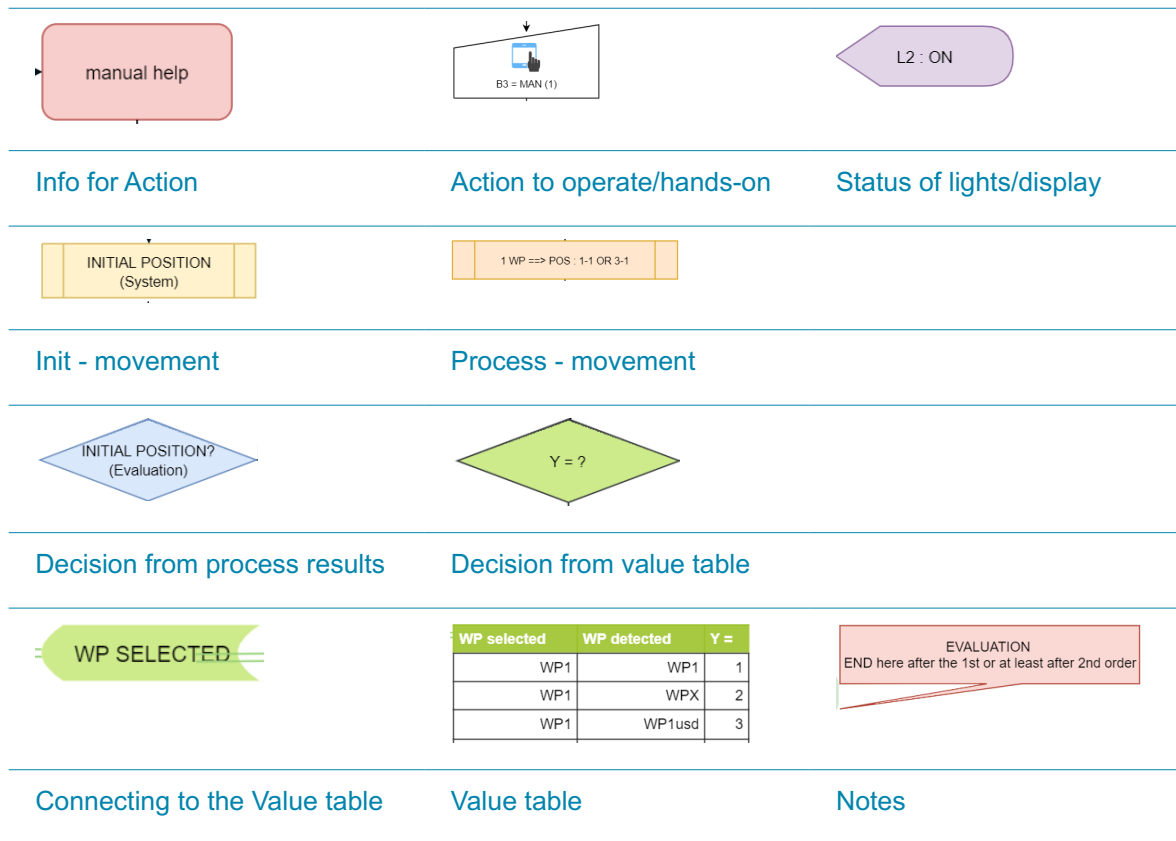 manual help
B3 = MAN (1)
L2 : ON
Info for Action
Action to operate/hands-on
Status of lights/display
INITIAL POSITION
(System)
1 WP ==> POS : 1-1 OR 3-1
Init - movement
Process - movement
INITIAL POSITION?
(Evaluation)
Y = ?
Decision from process results
Decision from value table
WP SELECTED
WP selected WP detected Y =
WP1 WP1 1
WP1 WPX 2
WP1 WP1usd 3
EVALUATION
END here after the 1st or at least after 2nd order
Connecting to the Value table
Value table
Notes